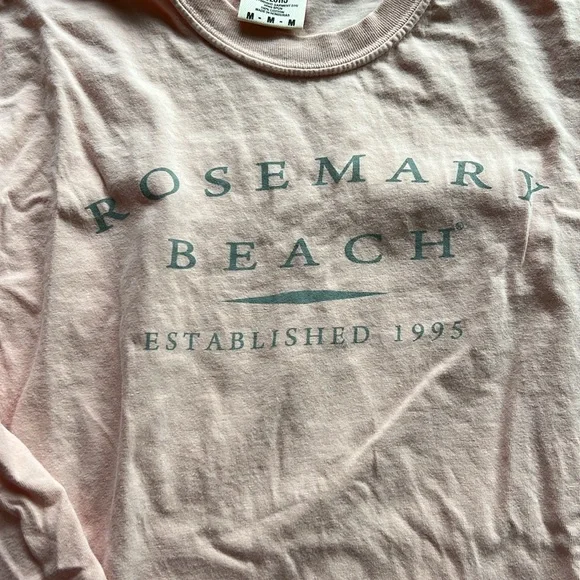 M - M - M
ROSEMARY
BEACH®
ESTABLISHED 1995